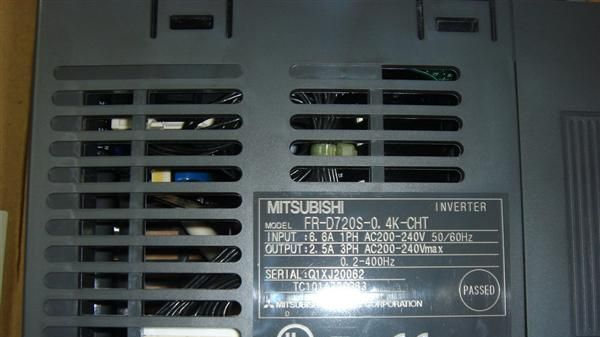 MITSUBISHI INVERTER
MODEL FR-D720S-0.4K-CHT
INPUT :6.6A 1PH AC200-240V 50/60Hz
OUTPUT:2.5A 3PH AC200-240Vmax
0.2-400Hz
SERIAL:Q1XJ20062
PASSED
MITSUBISHI CORPORATION